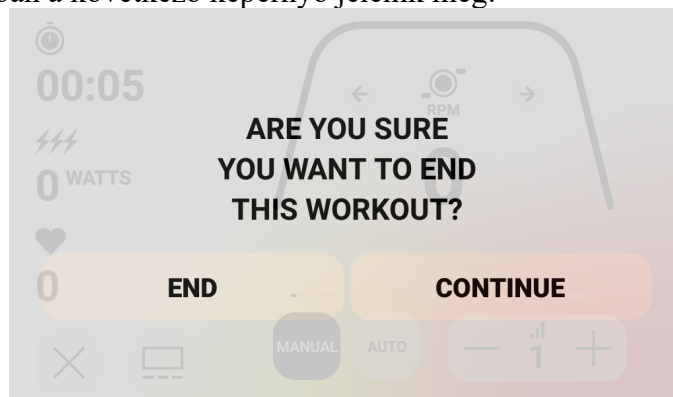 ban a következő képernyő jelenik meg:
00:05
RPM
0
0 WATTS
0
ARE YOU SURE
YOU WANT TO END
THIS WORKOUT?
END
CONTINUE
MANUAL
AUTO
1